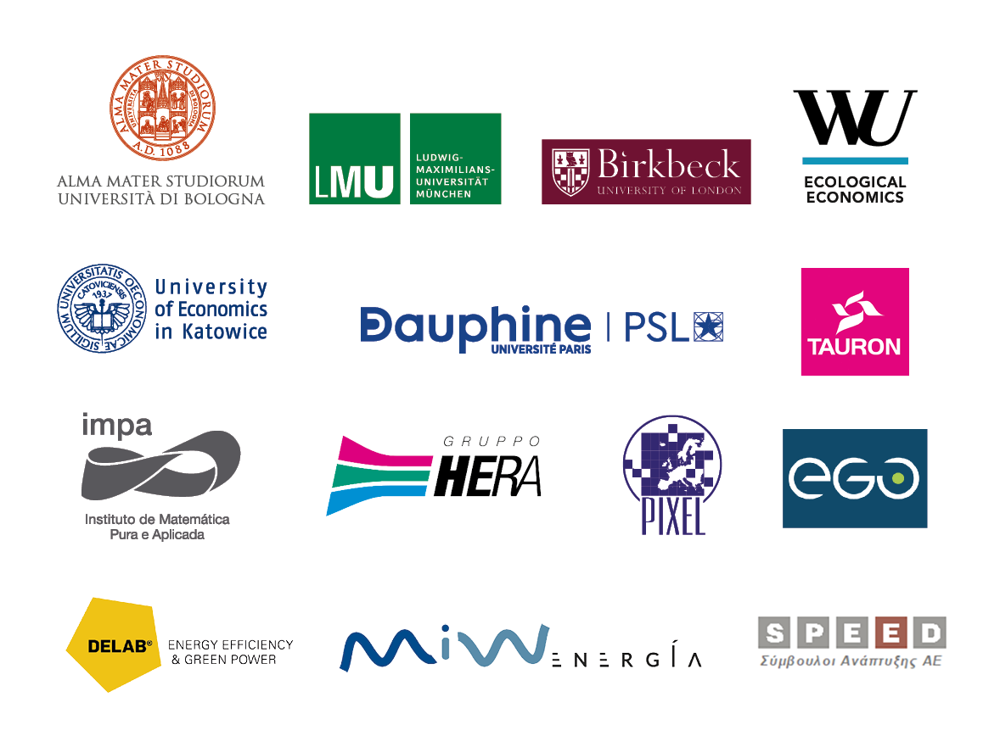 ALMA MATER STUDIORUM
UNIVERSITÀ DI BOLOGNA
A.D. 1088
ALMA MATER STUDIORUM
UNIVERSITÀ DI BOLOGNA
LMU
LUDWIG-
MAXIMILIANS-
UNIVERSITÄT
MÜNCHEN
Birkbeck
UNIVERSITY OF LONDON
WU
ECOLOGICAL
ECONOMICS
SIGILLUM UNIVERSITATIS OECONOMICAE
CATOVICIENSIS
1937
University
of Economics
in Katowice
Dauphine | PSL
UNIVERSITÉ PARIS
TAURON
impa
Instituto de Matemática
Pura e Aplicada
GRUPPO
HERA
PIXEL
eGO
DELAB®
ENERGY EFFICIENCY
& GREEN POWER
MiW
ENERGÍA
SPEED
Σύμβουλοι Ανάπτυξης ΑΕ